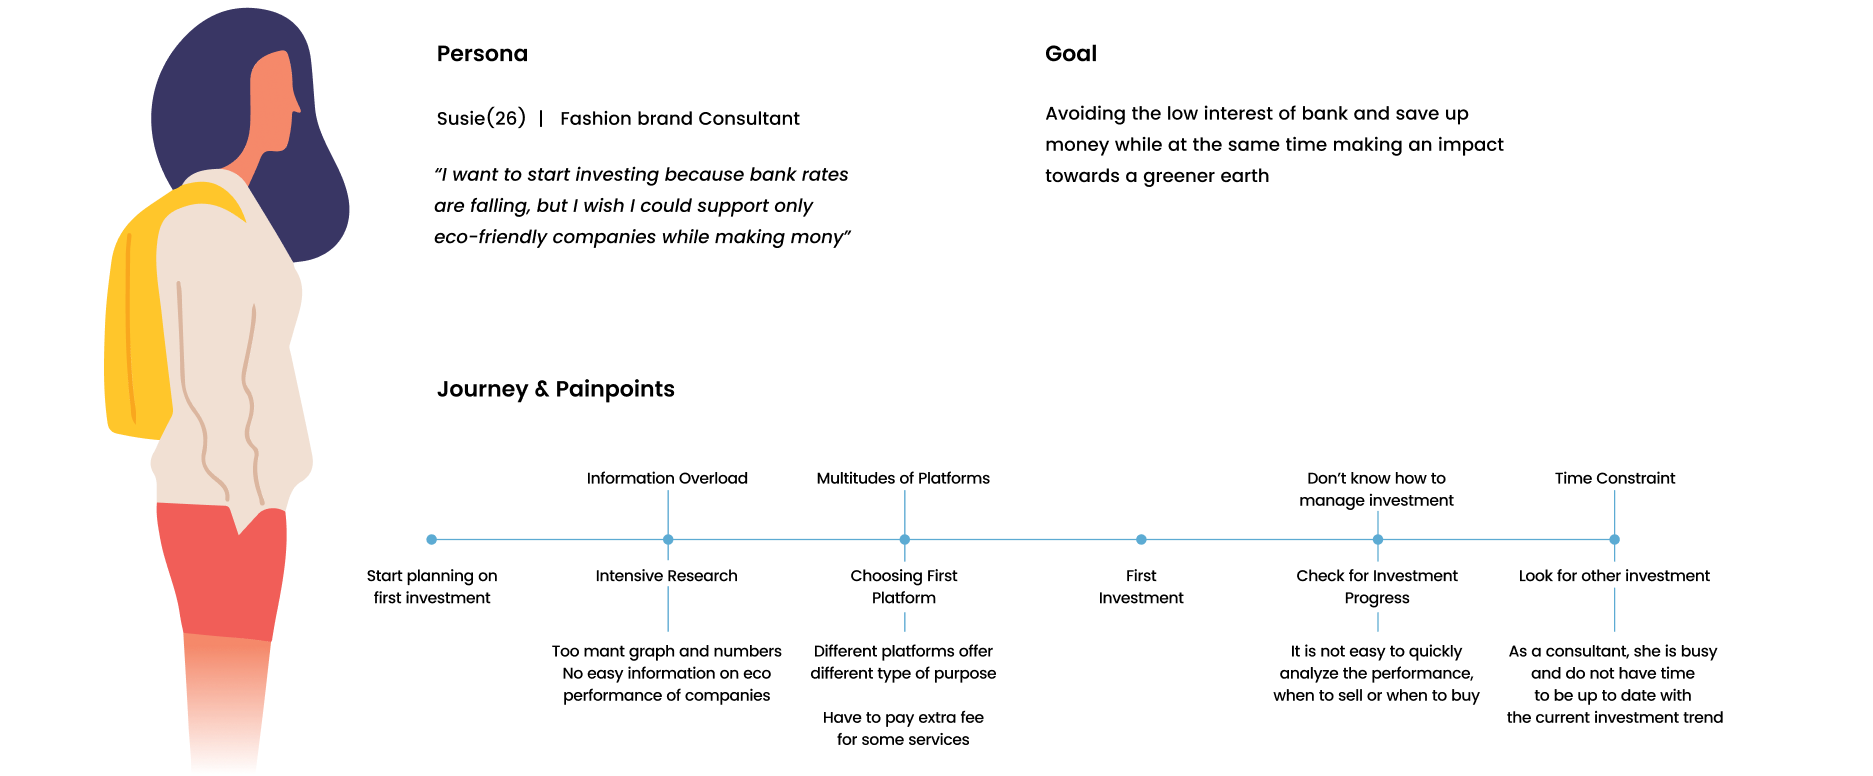 Persona
Susie(26) | Fashion brand Consultant
“I want to start investing because bank rates
are falling, but I wish I could support only
eco-friendly companies while making mony”
Goal
Avoiding the low interest of bank and save up
money while at the same time making an impact
towards a greener earth
Journey & Painpoints
Information Overload
Multitudes of Platforms
Don’t know how to
manage investment
Time Constraint
Start planning on
first investment
Intensive Research
Choosing First
Platform
First
Investment
Check for Investment
Progress
Look for other investment
Too mant graph and numbers
No easy information on eco
performance of companies
Different platforms offer
different type of purpose
Have to pay extra fee
for some services
It is not easy to quickly
analyze the performance,
when to sell or when to buy
As a consultant, she is busy
and do not have time
to be up to date with
the current investment trend